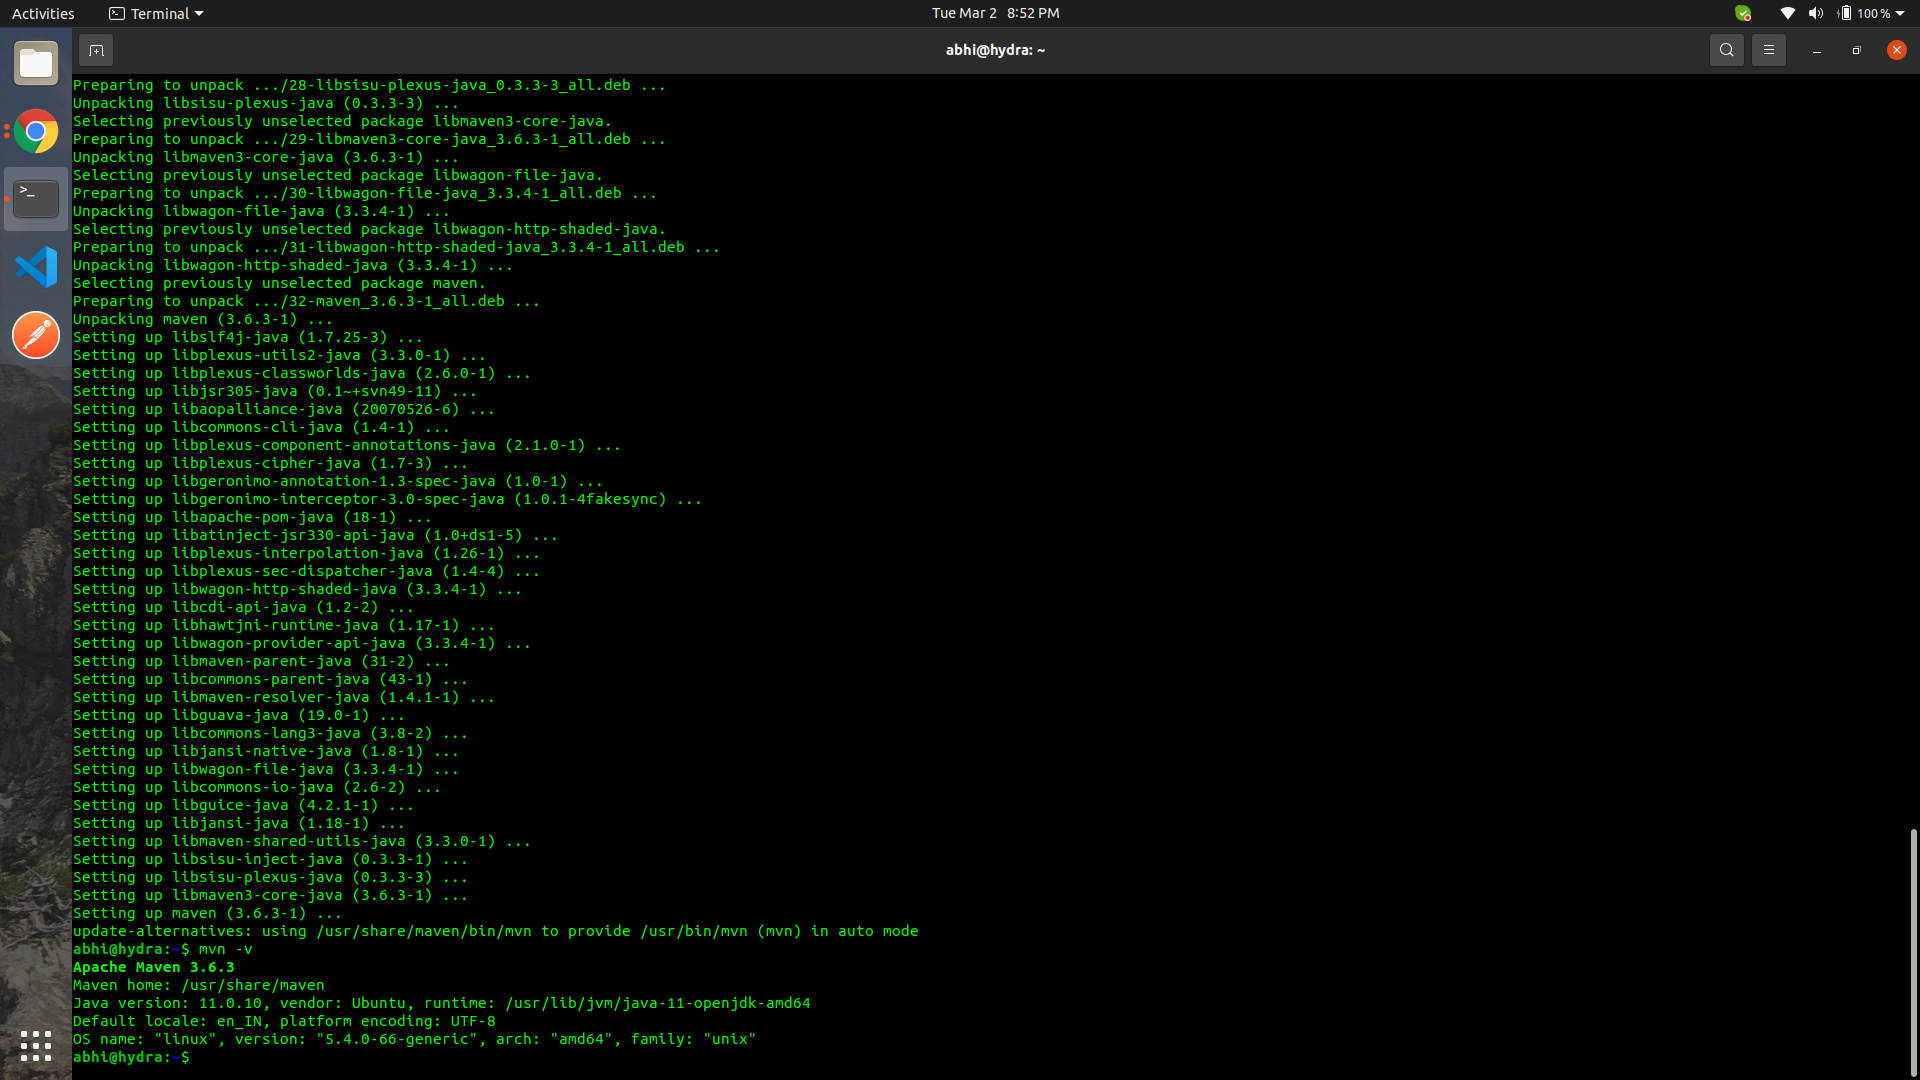 Activities
Terminal
Tue Mar 2 8:52 PM
100 %
abhi@hydra: ~
Preparing to unpack .../28-libsisu-plexus-java_0.3.3-3_all.deb ...
Unpacking libsisu-plexus-java (0.3.3-3) ...
Selecting previously unselected package libmaven3-core-java.
Preparing to unpack .../29-libmaven3-core-java_3.6.3-1_all.deb ...
Unpacking libmaven3-core-java (3.6.3-1) ...
Selecting previously unselected package libwagon-file-java.
Preparing to unpack .../30-libwagon-file-java_3.3.4-1_all.deb ...
Unpacking libwagon-file-java (3.3.4-1) ...
Selecting previously unselected package libwagon-http-shaded-java.
Preparing to unpack .../31-libwagon-http-shaded-java_3.3.4-1_all.deb ...
Unpacking libwagon-http-shaded-java (3.3.4-1) ...
Selecting previously unselected package maven.
Preparing to unpack .../32-maven_3.6.3-1_all.deb ...
Unpacking maven (3.6.3-1) ...
Setting up libslf4j-java (1.7.25-3) ...
Setting up libplexus-utils2-java (3.3.0-1) ...
Setting up libplexus-classworlds-java (2.6.0-1) ...
Setting up libjsr305-java (0.1~+svn49-11) ...
Setting up libaopalliance-java (20070526-6) ...
Setting up libcommons-cli-java (1.4-1) ...
Setting up libplexus-component-annotations-java (2.1.0-1) ...
Setting up libplexus-cipher-java (1.7-3) ...
Setting up libgeronimo-annotation-1.3-spec-java (1.0-1) ...
Setting up libgeronimo-interceptor-3.0-spec-java (1.0.1-4fakesync) ...
Setting up libapache-pom-java (18-1) ...
Setting up libatinject-jsr330-api-java (1.0+ds1-5) ...
Setting up libplexus-interpolation-java (1.26-1) ...
Setting up libplexus-sec-dispatcher-java (1.4-4) ...
Setting up libwagon-http-shaded-java (3.3.4-1) ...
Setting up libcdi-api-java (1.2-2) ...
Setting up libhawtjni-runtime-java (1.17-1) ...
Setting up libwagon-provider-api-java (3.3.4-1) ...
Setting up libmaven-parent-java (31-2) ...
Setting up libcommons-parent-java (43-1) ...
Setting up libmaven-resolver-java (1.4.1-1) ...
Setting up libguava-java (19.0-1) ...
Setting up libcommons-lang3-java (3.8-2) ...
Setting up libjansi-native-java (1.8-1) ...
Setting up libwagon-file-java (3.3.4-1) ...
Setting up libcommons-io-java (2.6-2) ...
Setting up libguice-java (4.2.1-1) ...
Setting up libjansi-java (1.18-1) ...
Setting up libmaven-shared-utils-java (3.3.0-1) ...
Setting up libsisu-inject-java (0.3.3-1) ...
Setting up libsisu-plexus-java (0.3.3-3) ...
Setting up libmaven3-core-java (3.6.3-1) ...
Setting up maven (3.6.3-1) ...
update-alternatives: using /usr/share/maven/bin/mvn to provide /usr/bin/mvn (mvn) in auto mode
abhi@hydra:~$ mvn -v
Apache Maven 3.6.3
Maven home: /usr/share/maven
Java version: 11.0.10, vendor: Ubuntu, runtime: /usr/lib/jvm/java-11-openjdk-amd64
Default locale: en_IN, platform encoding: UTF-8
OS name: "linux", version: "5.4.0-66-generic", arch: "amd64", family: "unix"
abhi@hydra:~$